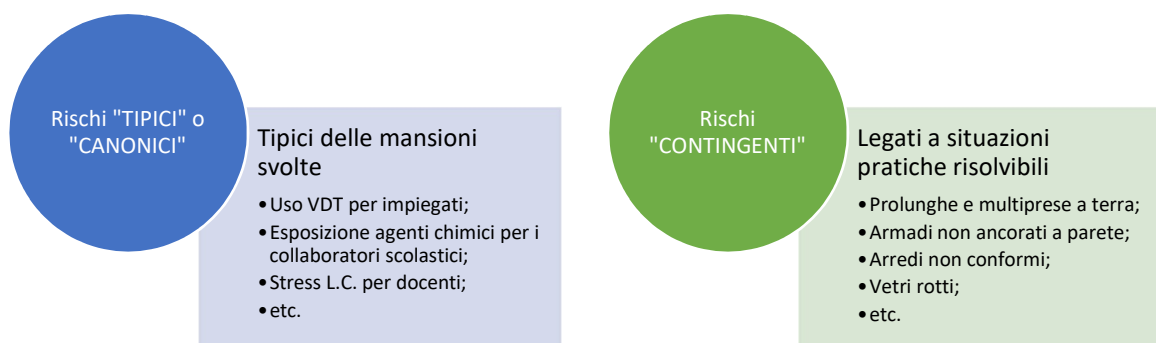 Rischi "TIPICI" o
"CANONICI"
Tipici delle mansioni
svolte
•Uso VDT per impiegati;
•Esposizione agenti chimici per i
collaboratori scolastici;
•Stress L.C. per docenti;
•etc.
Rischi
"CONTINGENTI"
Legati a situazioni
pratiche risolvibili
•Prolunghe e multiprese a terra;
•Armadi non ancorati a parete;
•Arredi non conformi;
•Vetri rotti;
•etc.